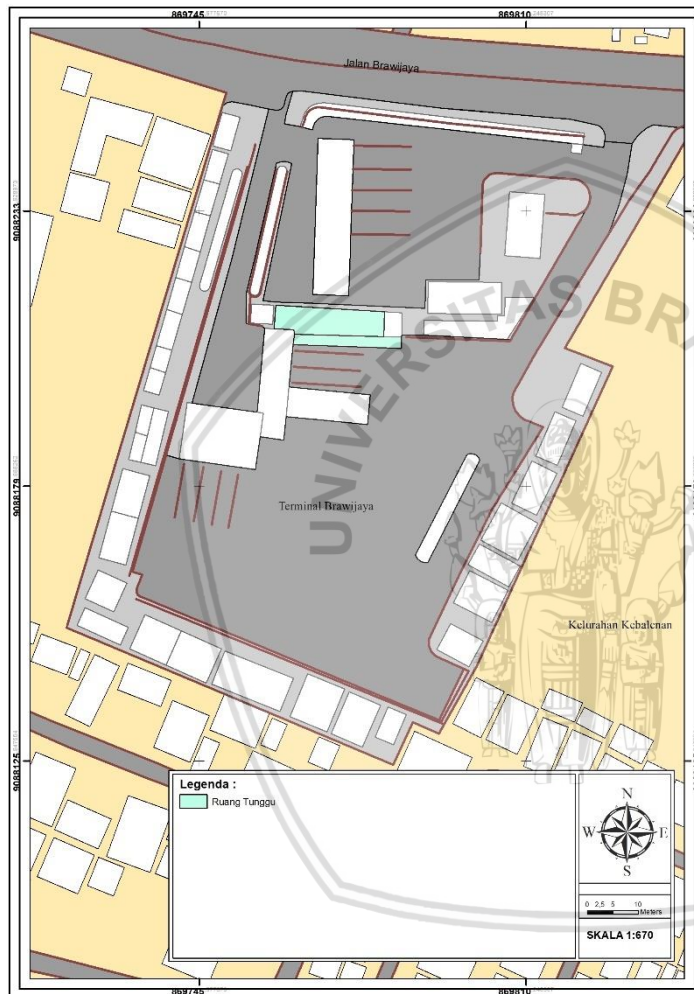 869745
869810
Jalan Brawijaya
9088233
UNIVERSITAS BRA
9088179
Terminal Brawijaya
Kelurahan Kebalenan
9088125
Legenda :
Ruang Tunggu
N
W E
S
0 2,5 5 10
Meters
SKALA 1:670
869745
869810